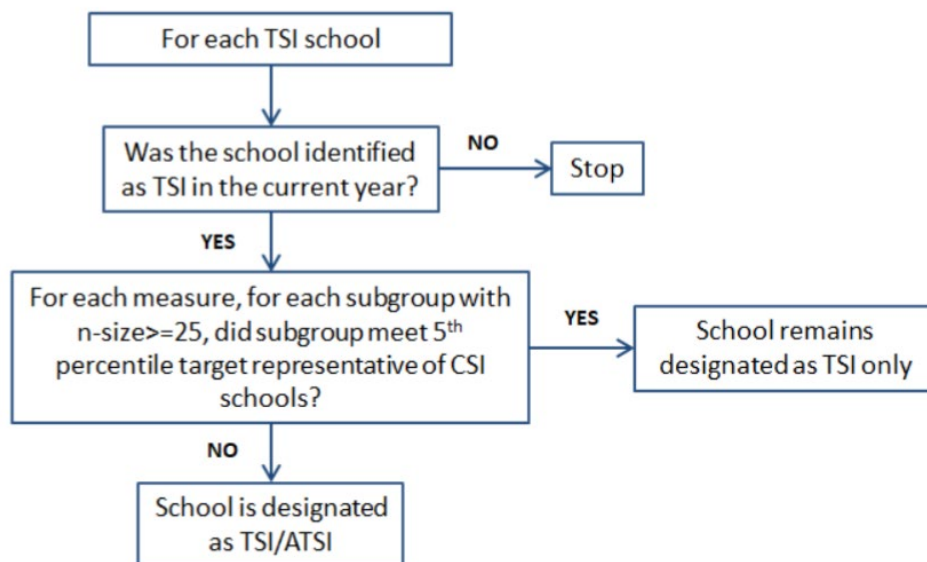 For each TSI school
Was the school identified
as TSI in the current year?
NO
Stop
YES
For each measure, for each subgroup with
n-size>=25, did subgroup meet 5th
percentile target representative of CSI
schools?
YES
School remains
designated as TSI only
NO
School is designated
as TSI/ATSI